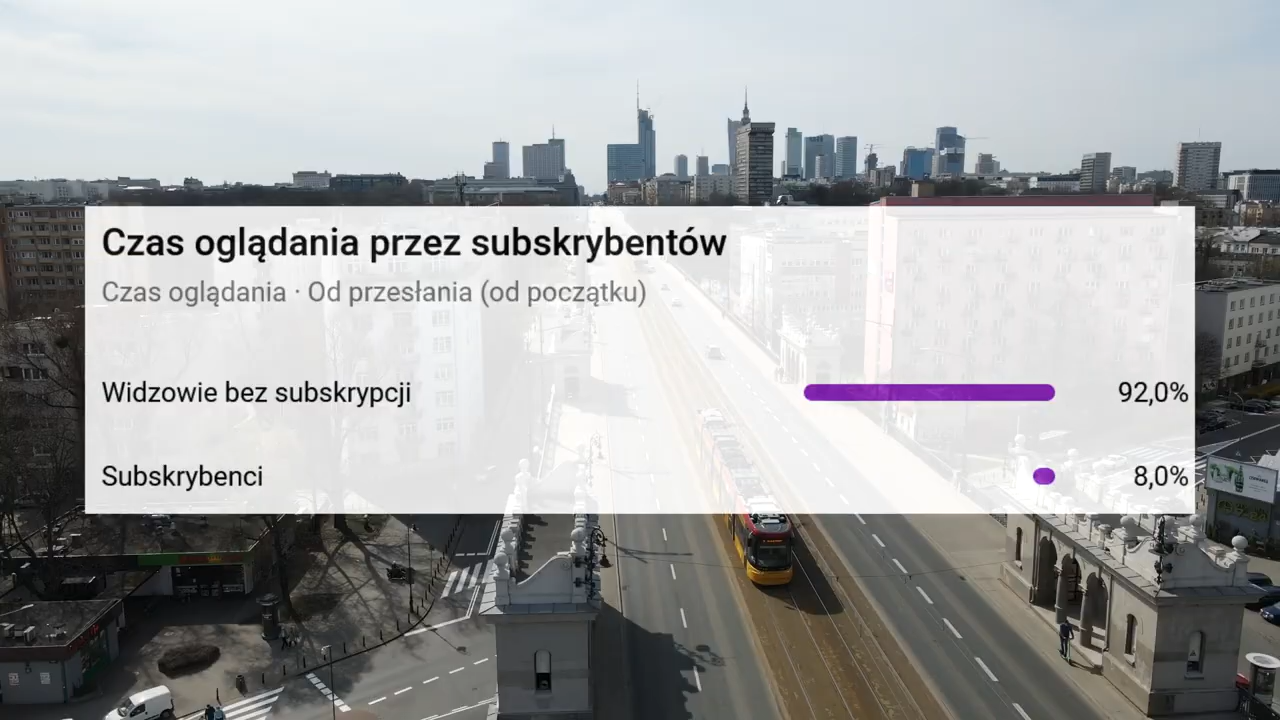 Czas oglądania przez subskrybentów
Czas oglądania · Od przesłania (od początku)
Widzowie bez subskrypcji 92,0%
Subskrybenci 8,0%